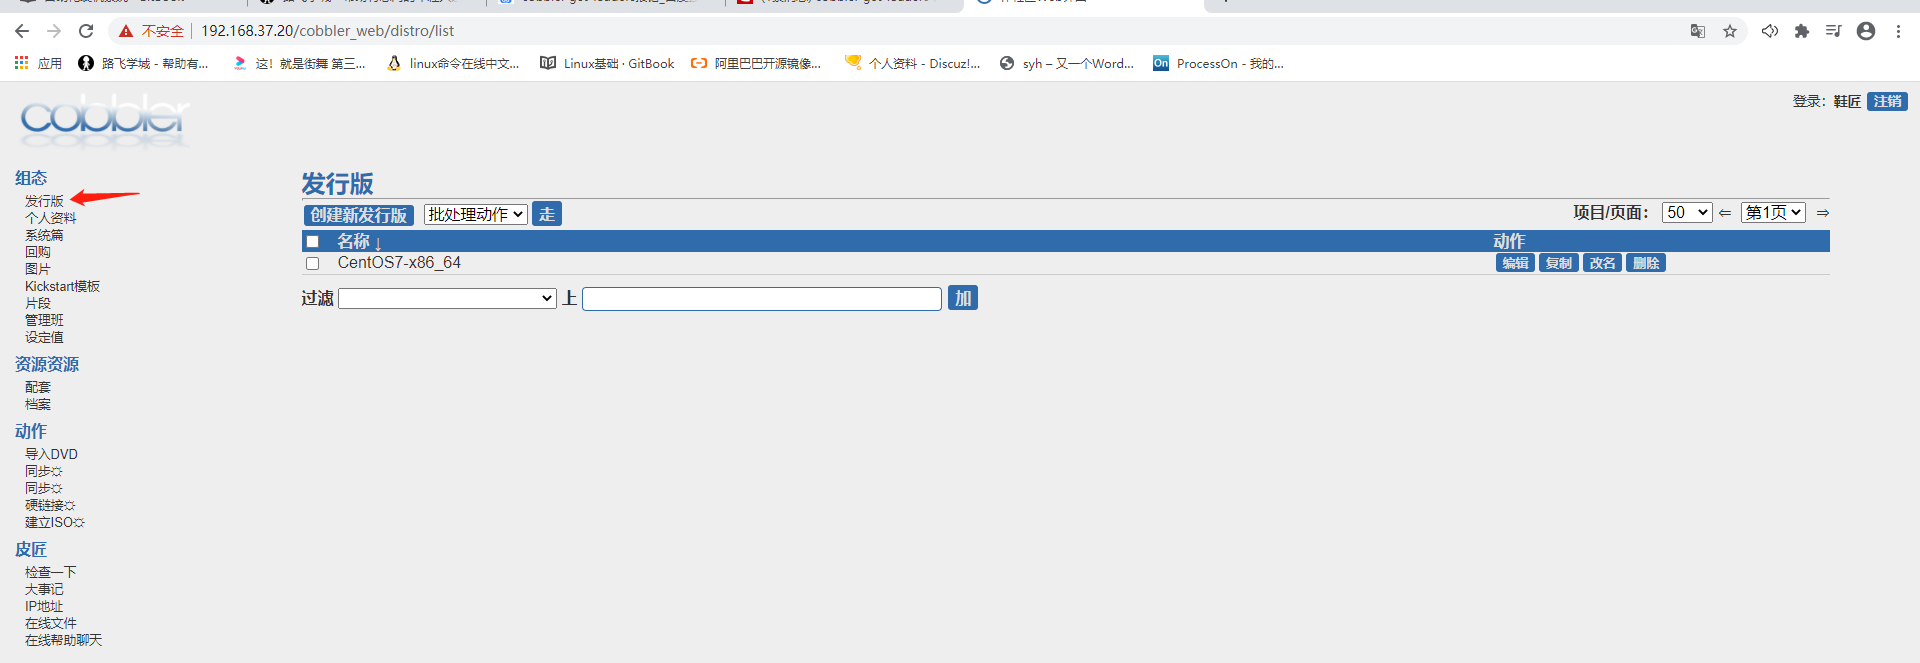 不安全 192.168.37.20/cobbler_web/distro/list
应用 路飞学城 - 帮助有... 这！就是街舞 第三... linux命令在线中文... Linux基础 · GitBook 阿里巴巴开源镜像... 个人资料 - Discuz!... syh – 又一个Word... On ProcessOn - 我的...
cobbler
登录： 鞋匠 注销
组态
发行版
个人资料
系统篇
回购
图片
Kickstart模板
片段
管理班
设定值
资源资源
配套
档案
动作
导入DVD
同步☼
同步☼
硬链接☼
建立ISO☼
皮匠
检查一下
大事记
IP地址
在线文件
在线帮助聊天
发行版
创建新发行版 批处理动作 走 项目/页面： 50 ⇐ 第1页 ⇒
名称 ↓ 动作
CentOS7-x86_64 编辑 复制 改名 删除
过滤 上 加